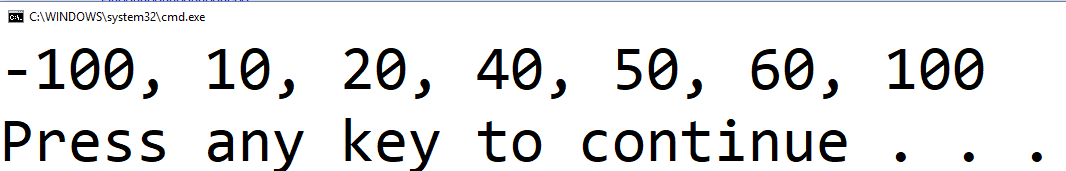 C:\WINDOWS\system32\cmd.exe
-100, 10, 20, 40, 50, 60, 100
Press any key to continue . . .